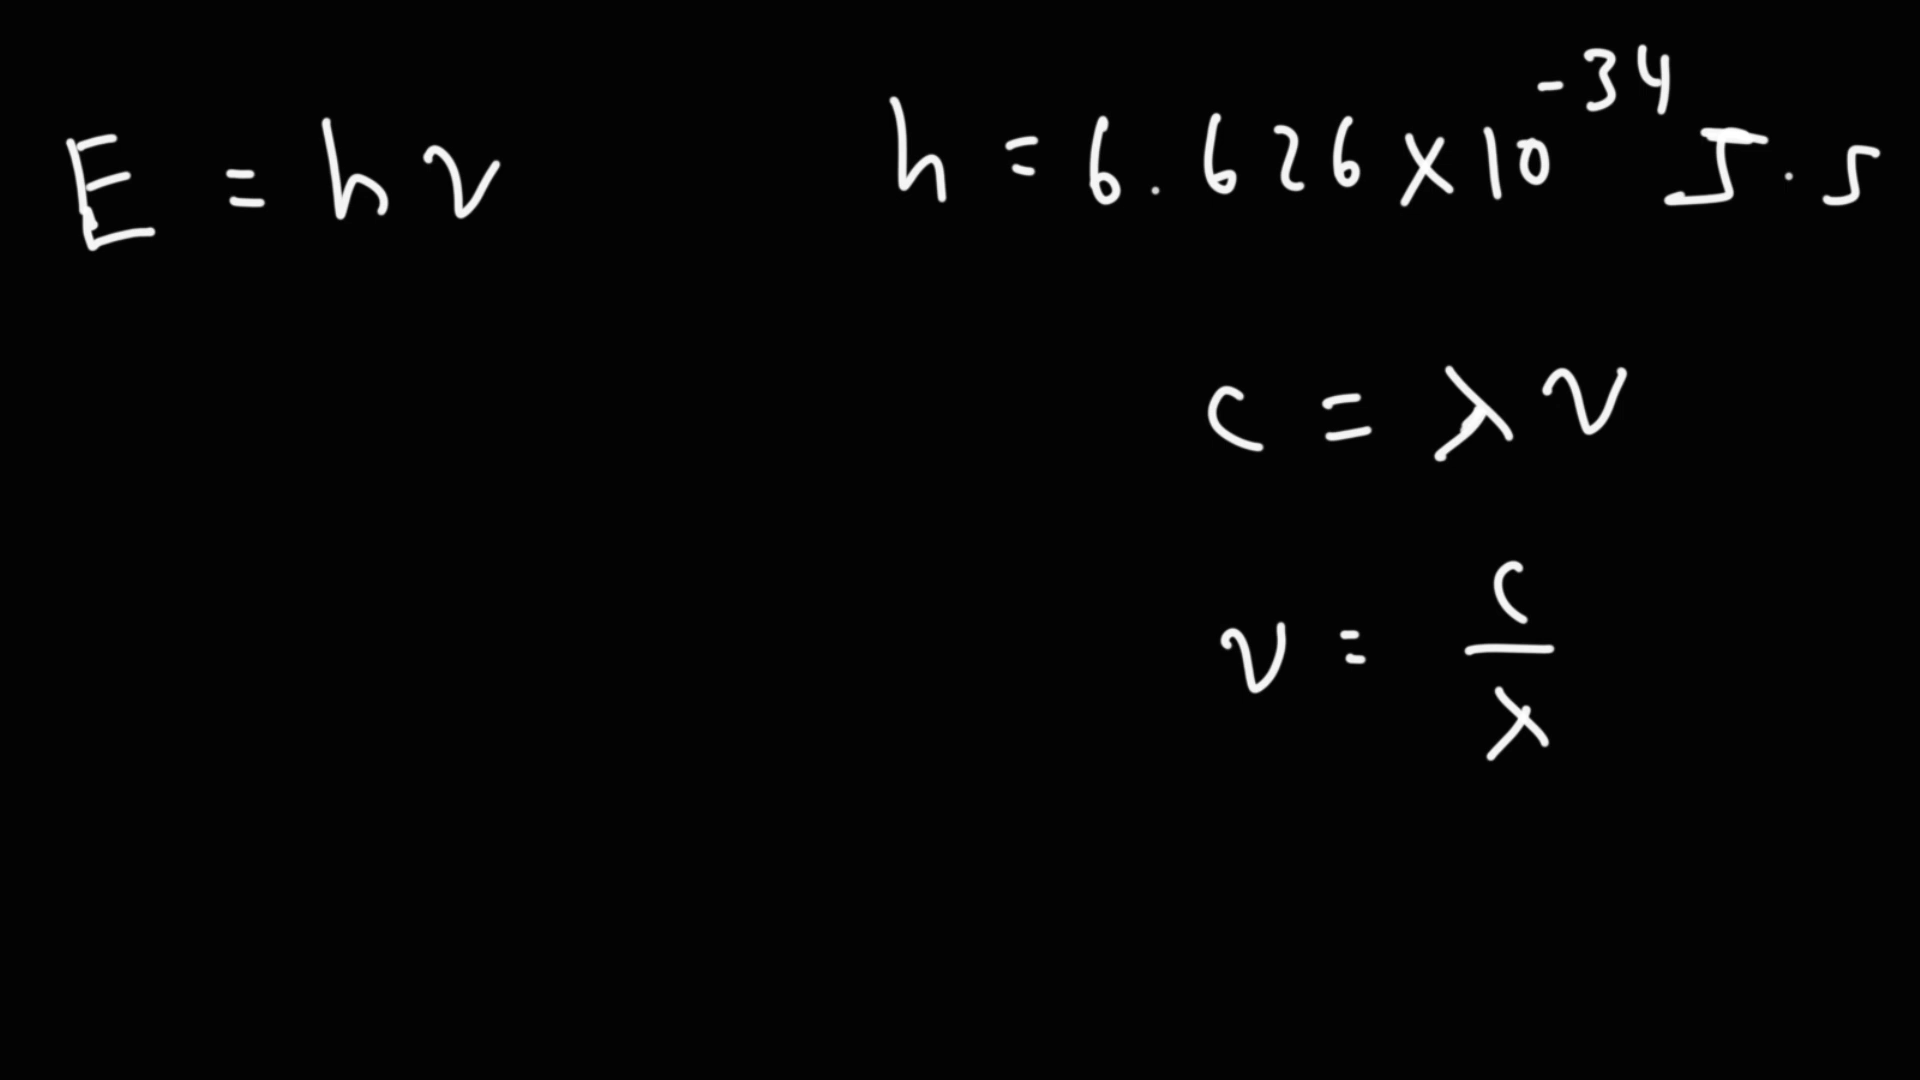 E = hν
h = 6.626 × 10⁻³⁴ J · s
c = λν
ν = c/λ